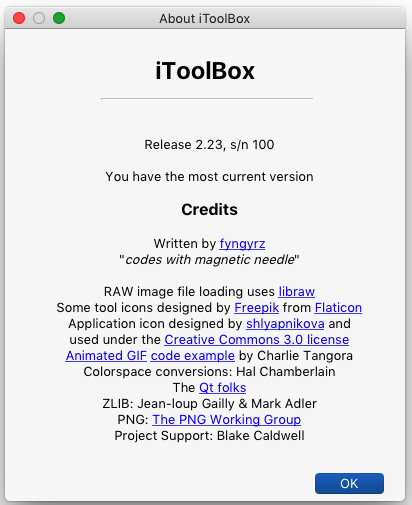 About iToolBox
iToolBox
Release 2.23, s/n 100
You have the most current version
Credits
Written by fyngyrz
"codes with magnetic needle"
RAW image file loading uses libraw
Some tool icons designed by Freepik from Flaticon
Application icon designed by shlyapnikova and
used under the Creative Commons 3.0 license
Animated GIF code example by Charlie Tangora
Colorspace conversions: Hal Chamberlain
The Qt folks
ZLIB: Jean-loup Gailly & Mark Adler
PNG: The PNG Working Group
Project Support: Blake Caldwell
OK